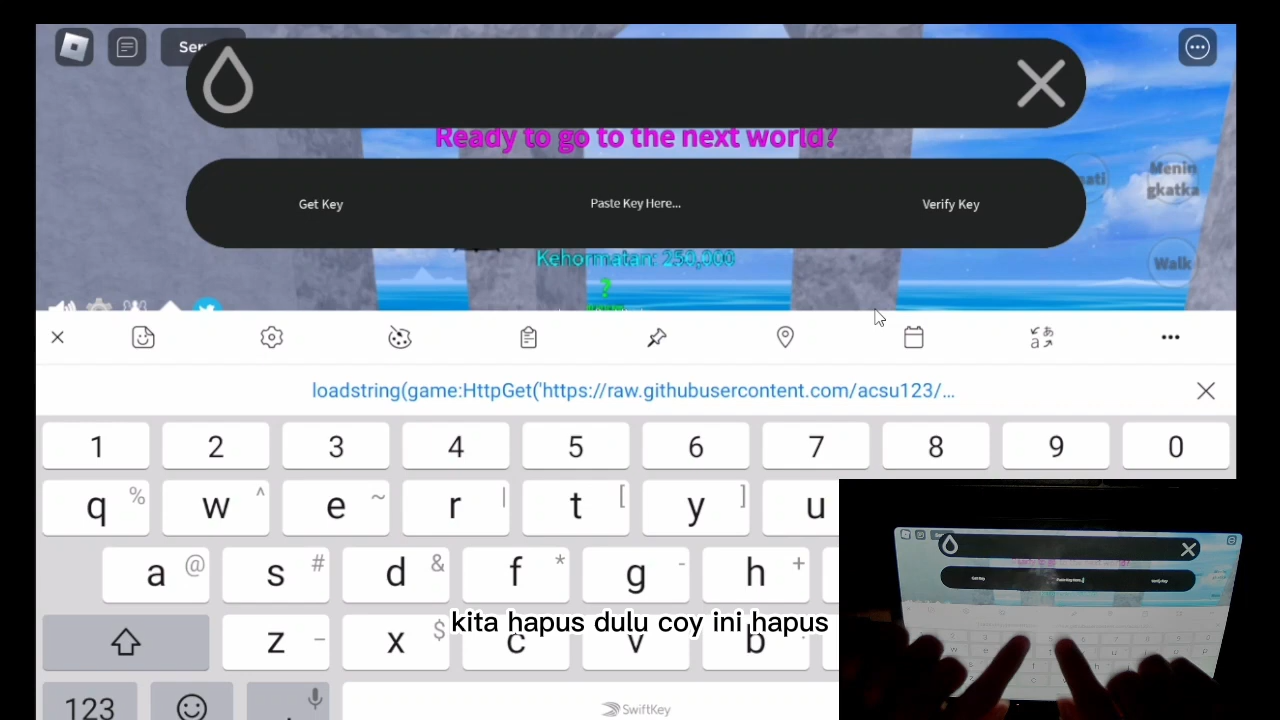 Ser
Ready to go to the next world?
Get Key
Paste Key Here...
Verify Key
Menin
gkatka
Kehormatan: 250,000
?
Walk
loadstring(game:HttpGet('https://raw.githubusercontent.com/acsu123/...
1 2 3 4 5 6 7 8 9 0
q % w ^ e ~ r | t [ y ] u
a @ s # d & f * g - h +
z _ x $ c v b
kita hapus dulu coy ini hapus
123
SwiftKey